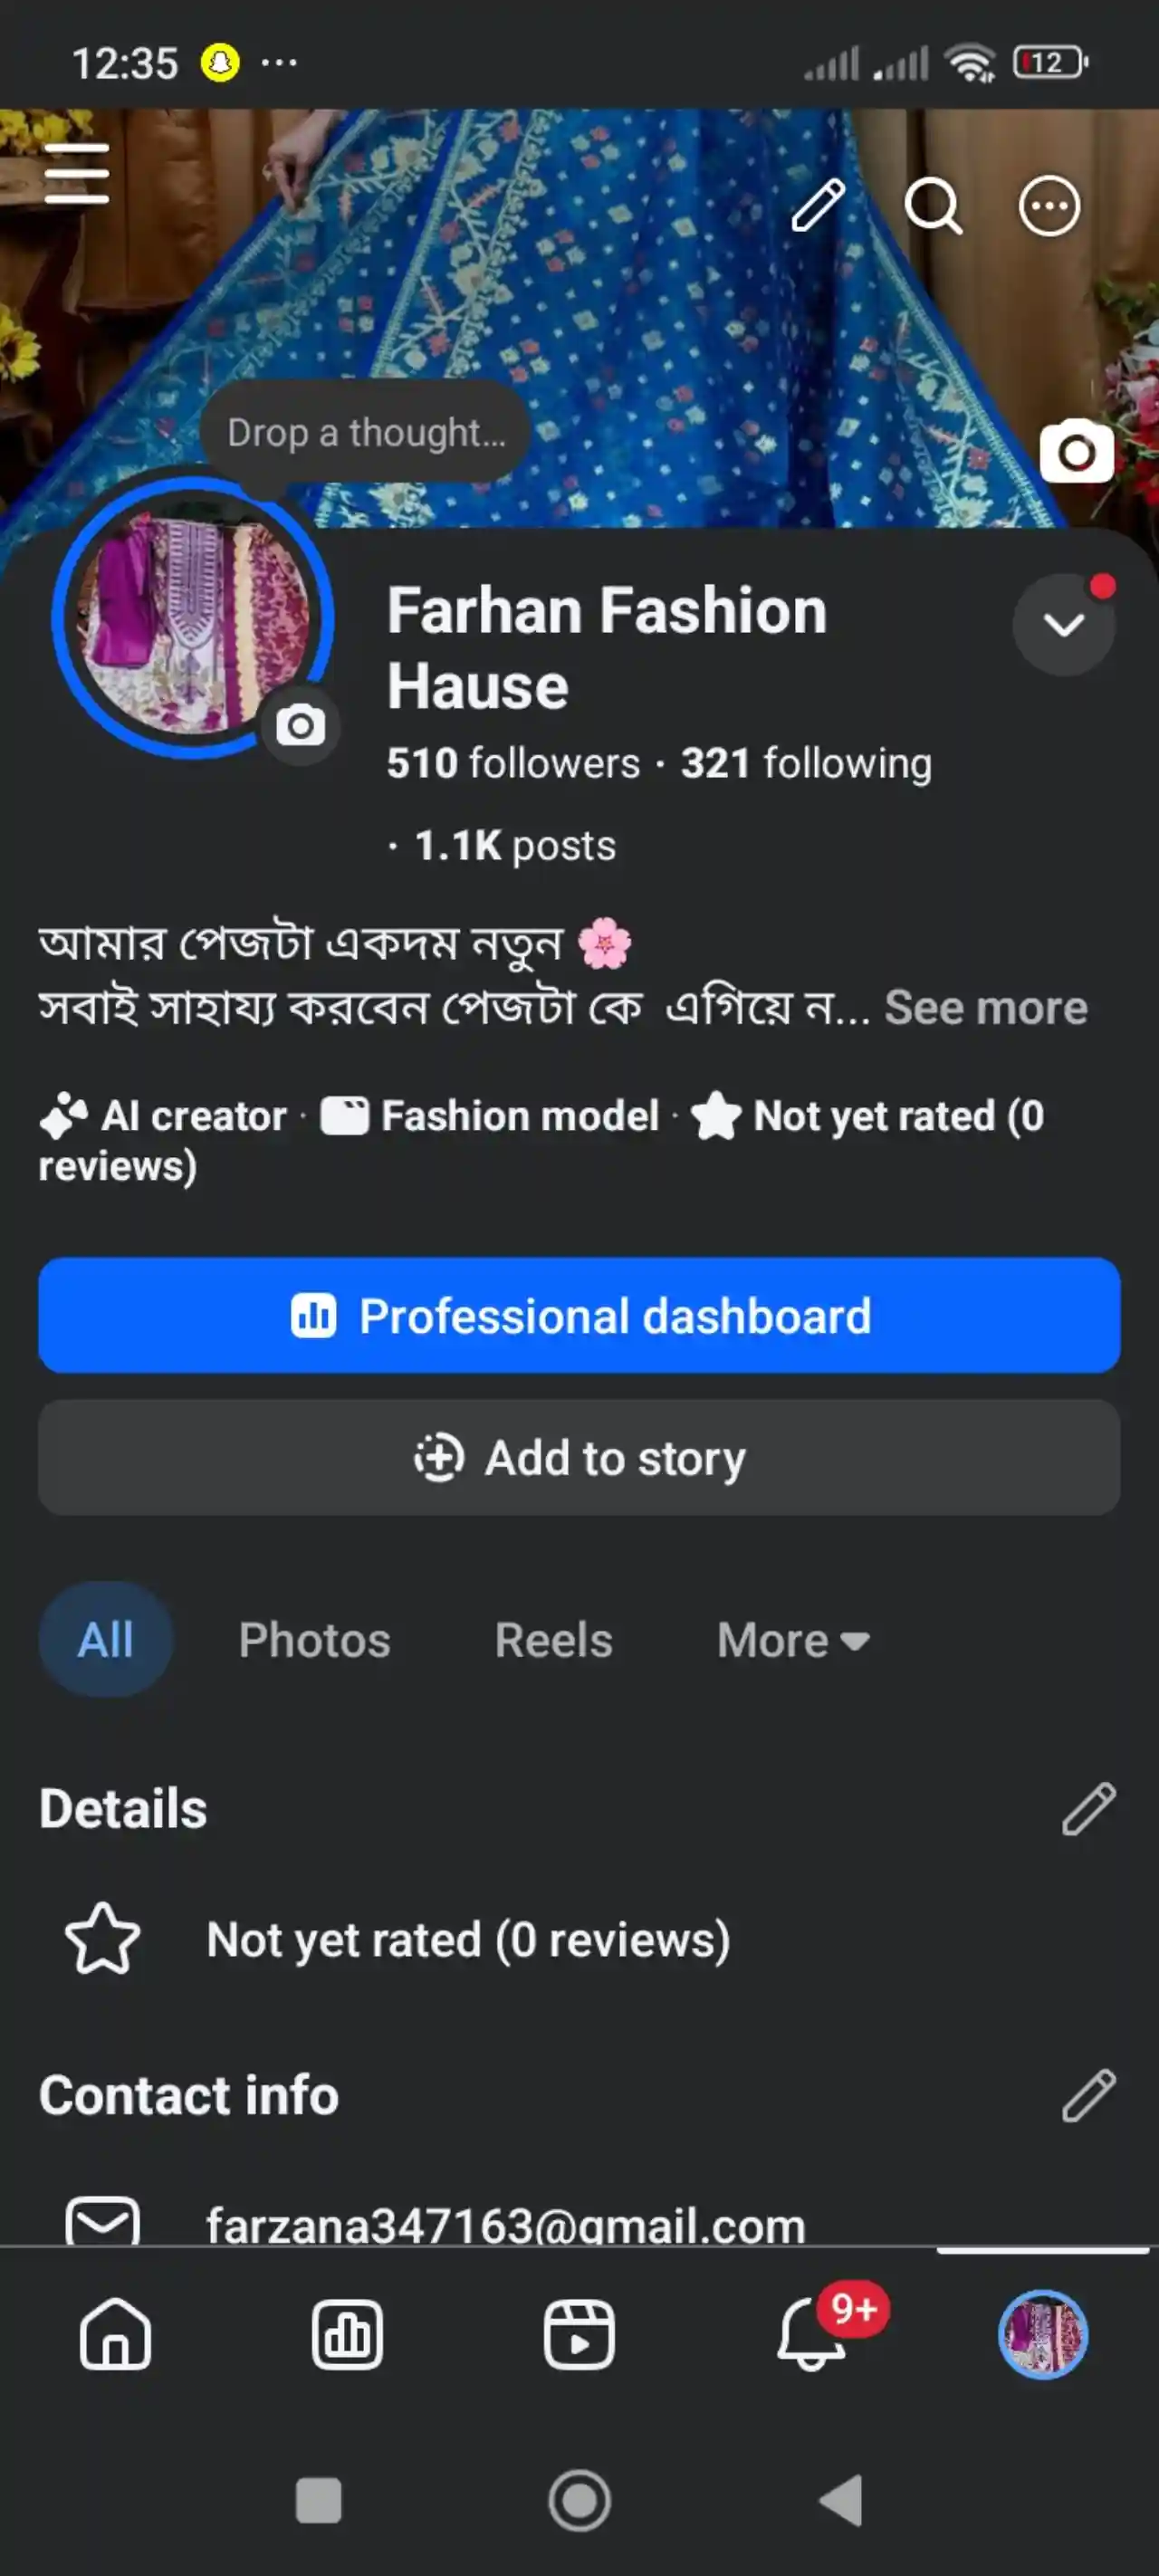 12:35
12
Drop a thought...
Farhan Fashion
Hause
510 followers · 321 following
· 1.1K posts
আমার পেজটা একদম নতুন 🌸
সবাই সাহায্য করবেন পেজটা কে এগিয়ে ন... See more
AI creator · Fashion model · Not yet rated (0
reviews)
Professional dashboard
Add to story
All Photos Reels More
Details
Not yet rated (0 reviews)
Contact info
farzana347163@gmail.com
9+